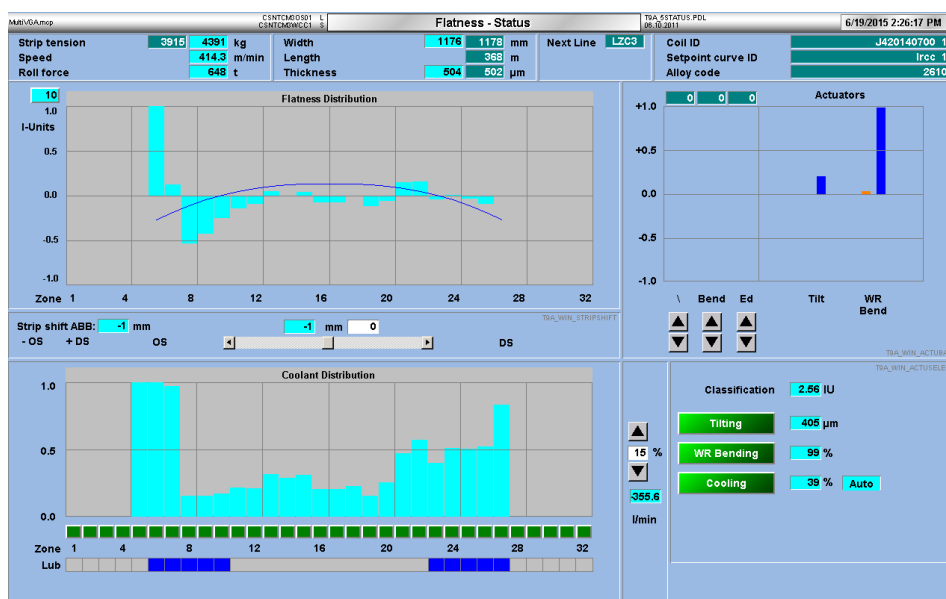 MultiVGA.mcp
CSNTCM3OS01 L
CSNTCM3WCC1 S
Flatness - Status
T9A_5STATUS.PDL
06.10.2011
6/19/2015 2:26:17 PM
Strip tension 3915 4391 kg
Speed 414.3 m/min
Roll force 648 t
Width 1176 1178 mm
Length 368 m
Thickness 504 502 µm
Next Line LZC3
Coil ID J420140700 1
Setpoint curve ID lrcc 1
Alloy code 2610
10
Flatness Distribution
1.0
I-Units
0.5
0.0
-0.5
-1.0
Zone 1 4 8 12 16 20 24 28 32
0 0 0 Actuators
+1.0
+0.5
0.0
-0.5
-1.0
\ Bend Ed Tilt WR
Bend
T9A_WIN_ACTUBA
Strip shift ABB: -1 mm -1 mm 0
T9A_WIN_STRIPSHIFT
- OS + DS OS DS
Coolant Distribution
1.0
0.5
0.0
Zone 1 4 8 12 16 20 24 28 32
Lub
15 %
-355.6
l/min
T9A_WIN_ACTUSELE
Classification 2.56 IU
Tilting 405 µm
WR Bending 99 %
Cooling 39 % Auto